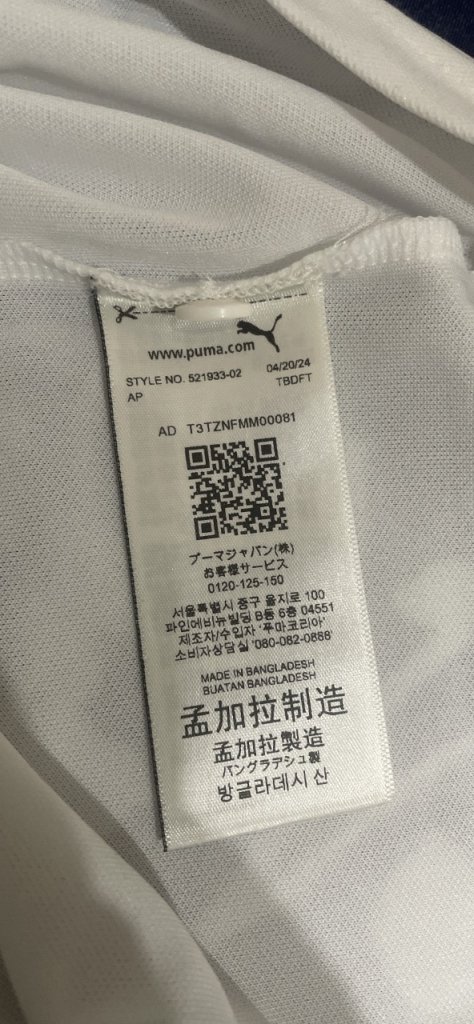 www.puma.com
STYLE NO. 521933-02 04/20/24
AP TBDFT
AD T3TZNFMM00081
プーマジャパン(株)
お客様サービス
0120-125-150
서울특별시 중구 을지로 100
파인에비뉴빌딩 B동 6층 04551
제조자/수입자 '푸마코리아'
소비자상담실 '080-082-0888'
MADE IN BANGLADESH
BUATAN BANGLADESH
孟加拉制造
孟加拉製造
バングラデシュ製
방글라데시 산